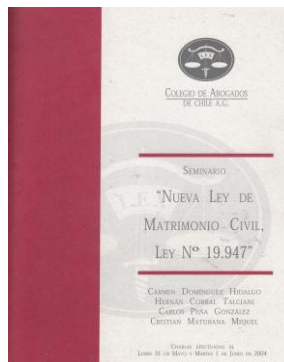 LEX
COLEGIO DE ABOGADOS
DE CHILE A.G.
SEMINARIO
"NUEVA LEY DE
MATRIMONIO CIVIL,
LEY Nº 19.947"
CARMEN DOMÍNGUEZ HIDALGO
HERNÁN CORRAL TALCIANI
CARLOS PEÑA GONZÁLEZ
CRISTIAN MATURANA MIQUEL
CHARLAS EFECTUADAS EL
LUNES 31 DE MAYO Y MARTES 1 DE JUNIO DE 2004